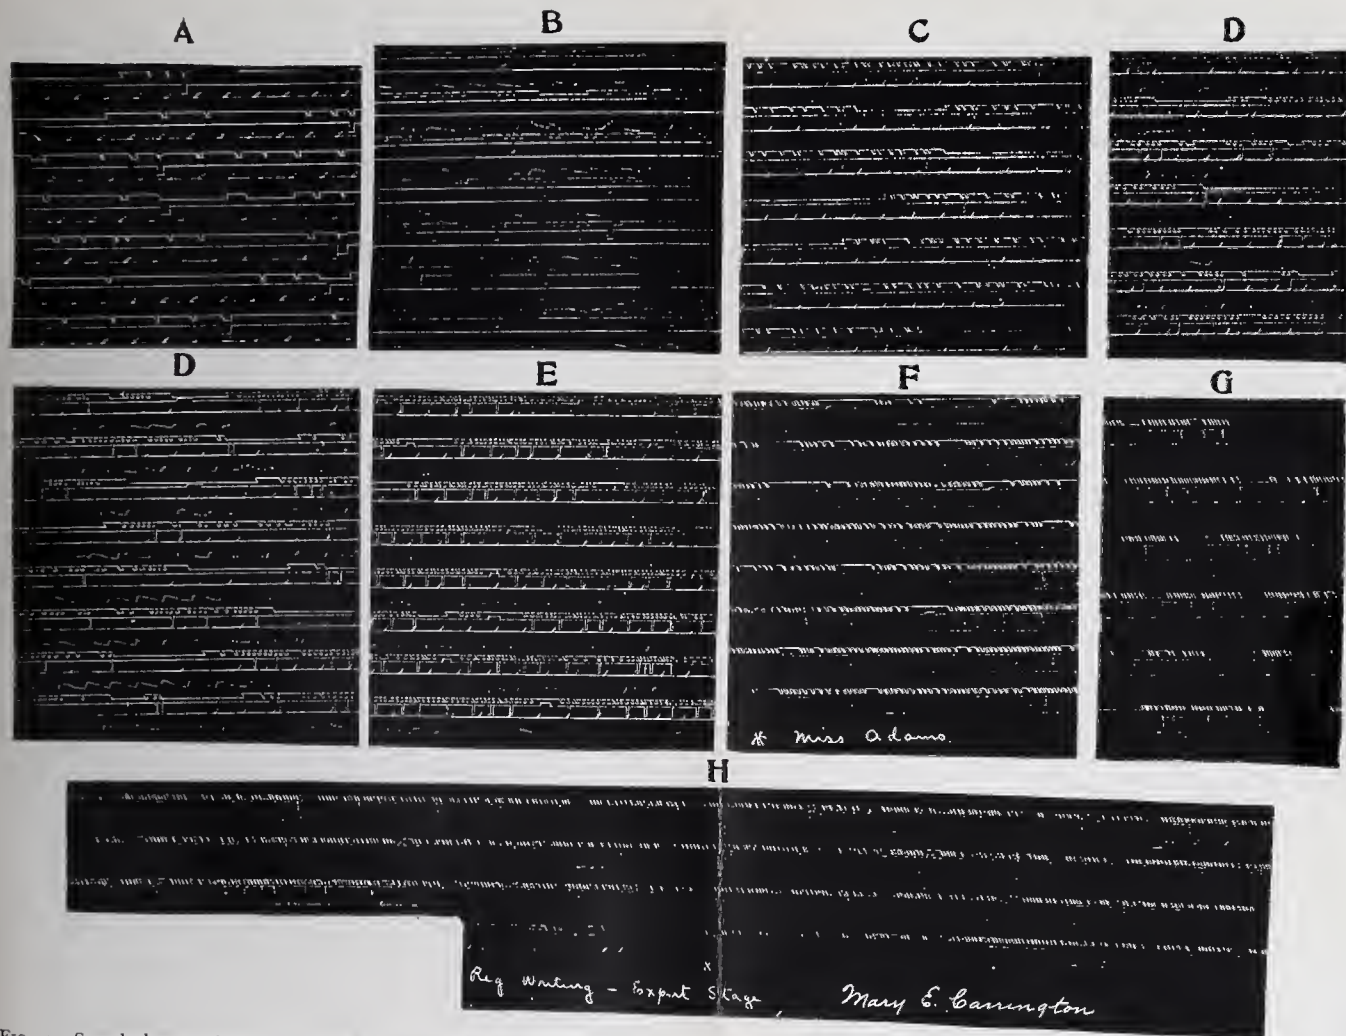 A B C D
D E F G
* Miss Adams.
H
Reg Writing - Expert Stage
x
Mary E. Carrington